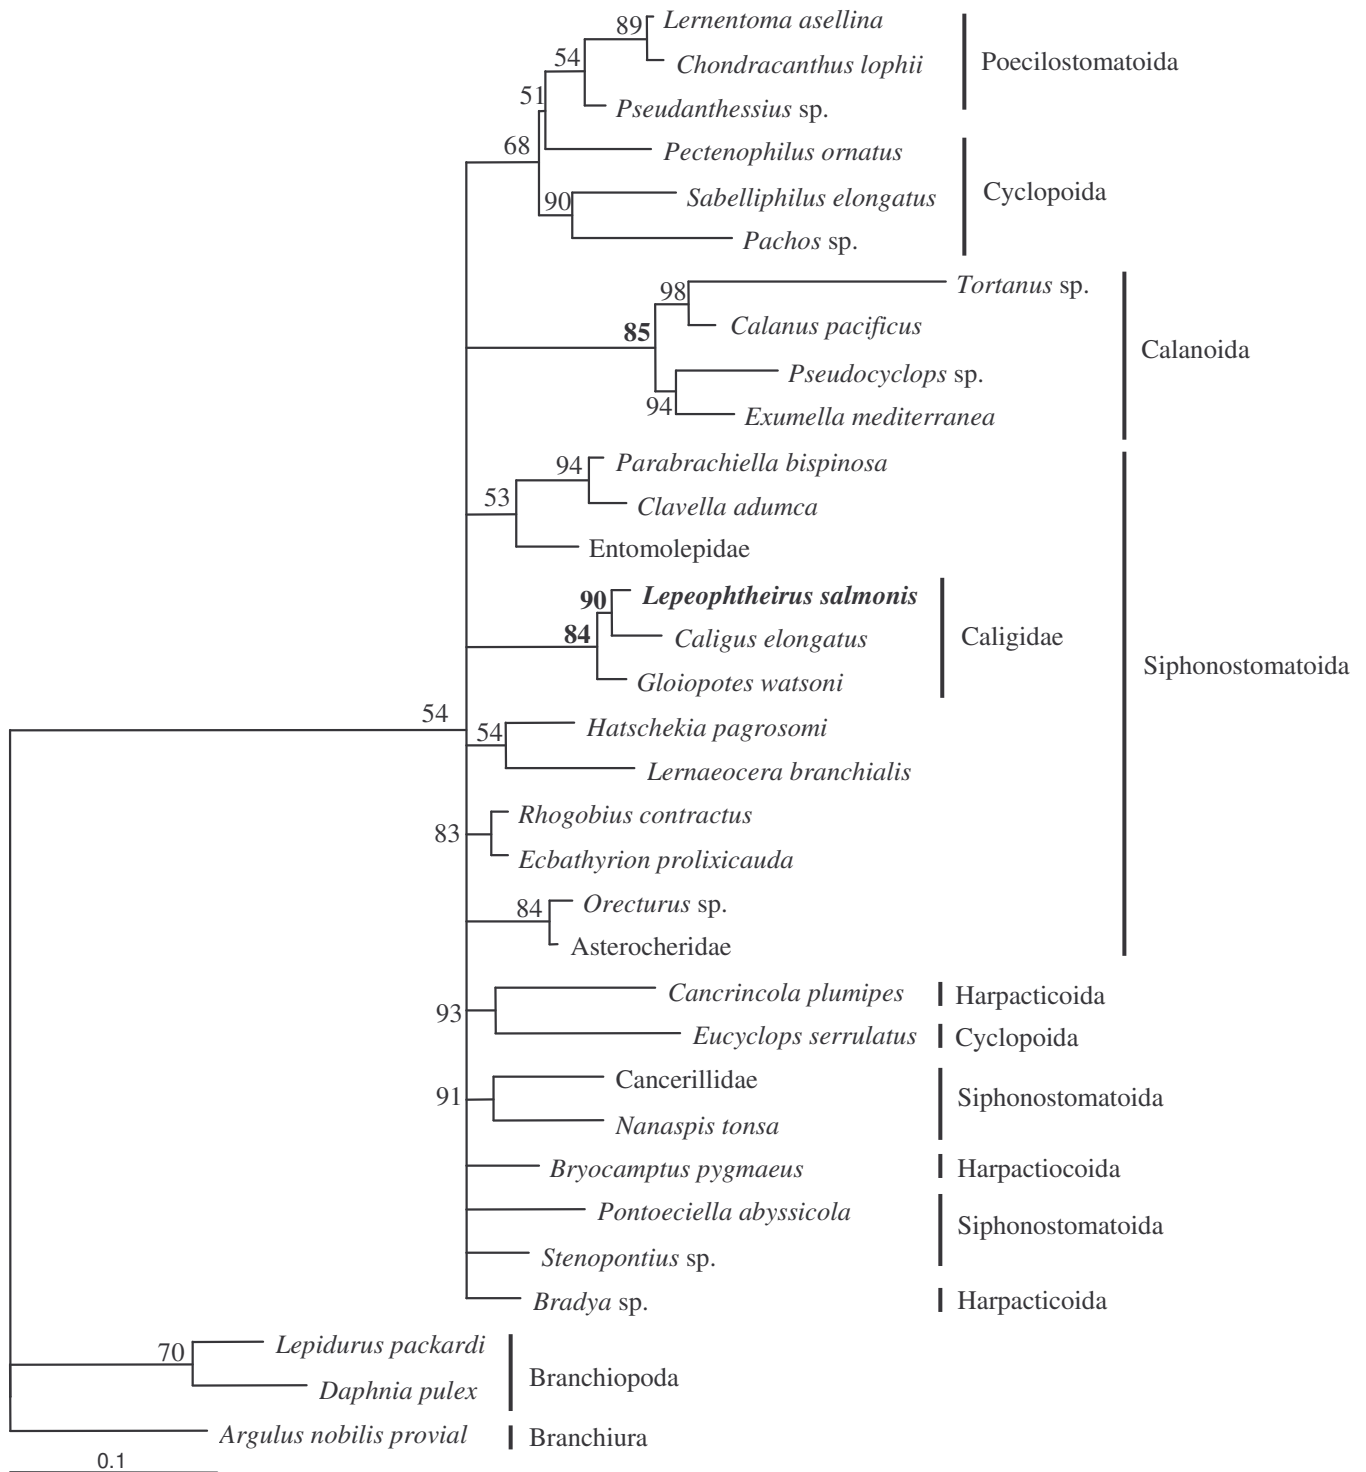 89
Lernentoma asellina
54
Chondracanthus lophii
Poecilostomatoida
51
Pseudanthessius sp.
68
Pectenophilus ornatus
90
Sabelliphilus elongatus
Cyclopoida
Pachos sp.
98
Tortanus sp.
85
Calanus pacificus
Calanoida
Pseudocyclops sp.
94
Exumella mediterranea
94
Parabrachiella bispinosa
53
Clavella adumca
Entomolepidae
90
Lepeophtheirus salmonis
84
Caligus elongatus
Caligidae
Gloiopotes watsoni
Siphonostomatoida
54
54
Hatschekia pagrosomi
Lernaeocera branchialis
83
Rhogobius contractus
Ecbathyrion prolixicauda
84
Orecturus sp.
Asterocheridae
93
Cancrincola plumipes
Harpacticoida
Eucyclops serrulatus
Cyclopoida
91
Cancerillidae
Siphonostomatoida
Nanaspis tonsa
Bryocamptus pygmaeus
Harpactiocoida
Pontoeciella abyssicola
Siphonostomatoida
Stenopontius sp.
Bradya sp.
Harpacticoida
70
Lepidurus packardi
Branchiopoda
Daphnia pulex
Argulus nobilis provial
Branchiura
0.1